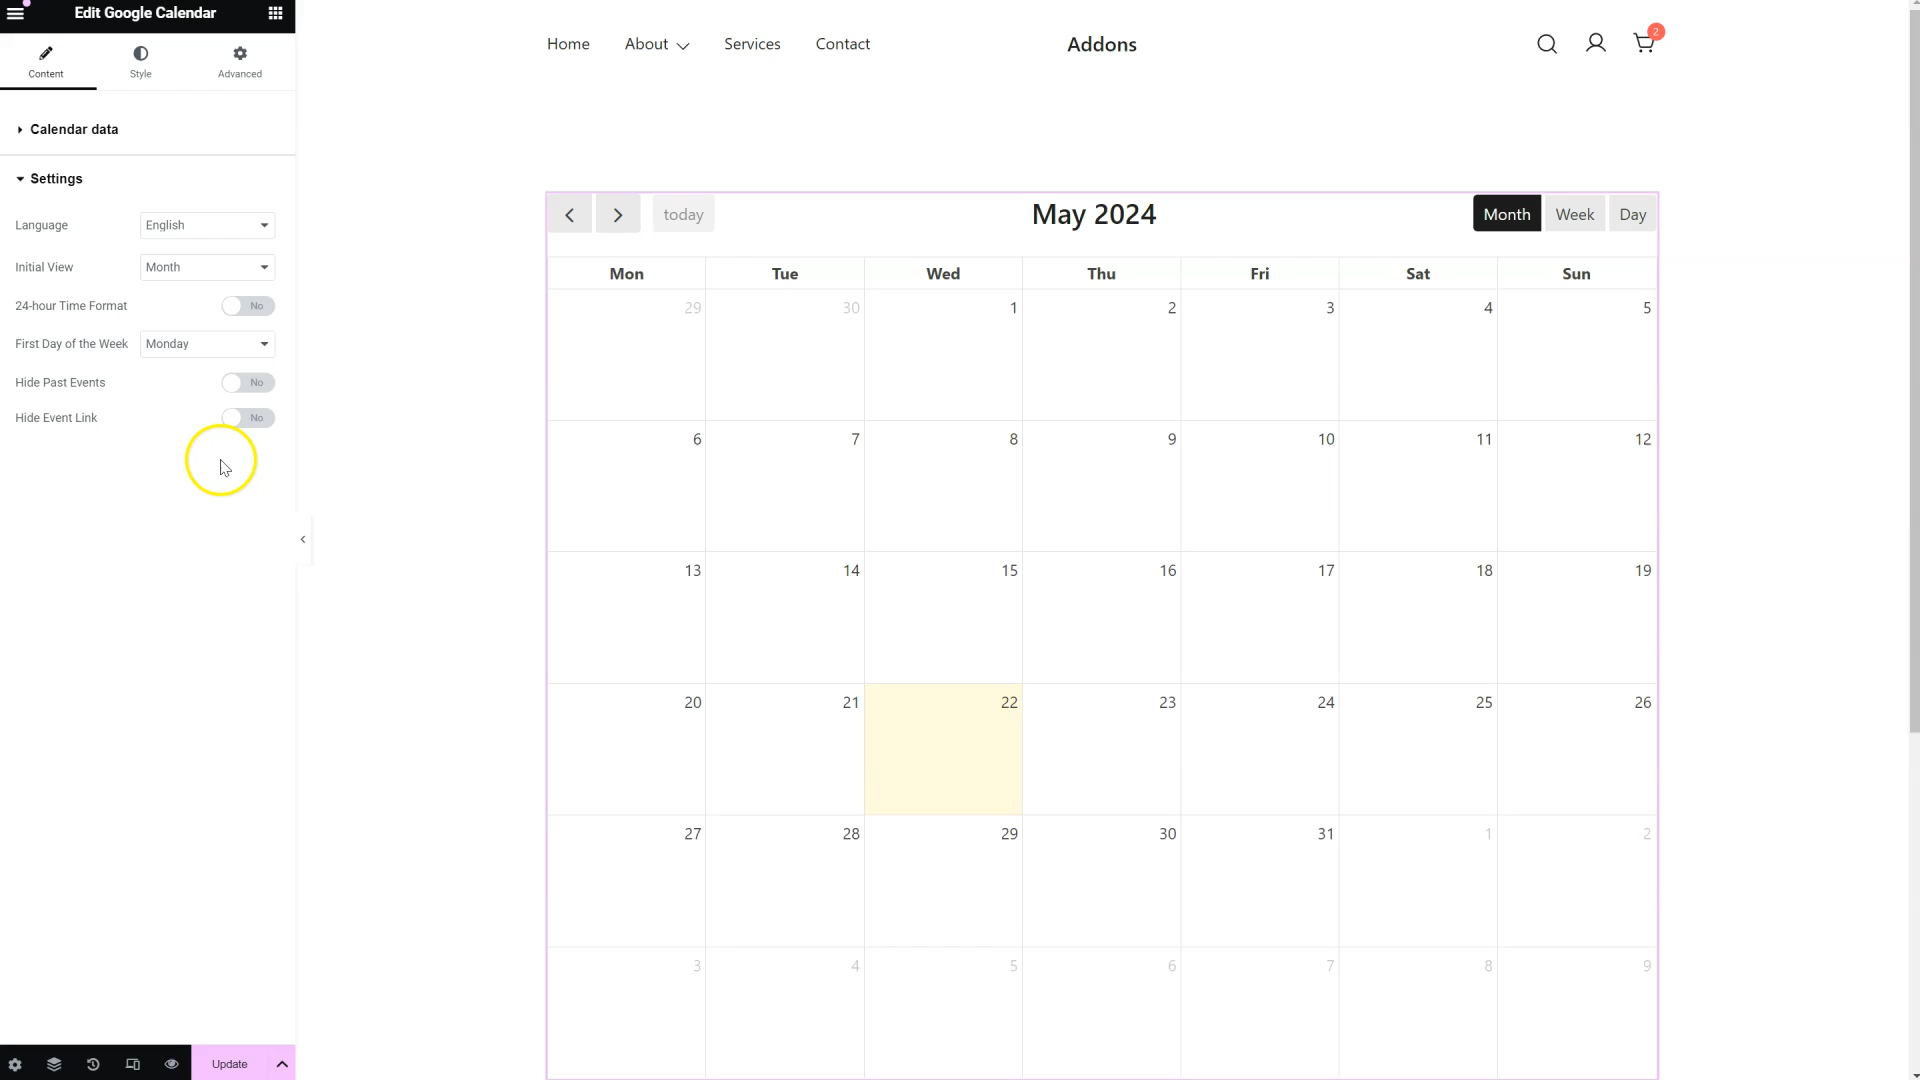 Edit Google Calendar
Content
Style
Advanced
Calendar data
Settings
Language English
Initial View Month
24-hour Time Format No
First Day of the Week Monday
Hide Past Events No
Hide Event Link No
Update
Home About Services Contact Addons 2
today May 2024 Month Week Day
Mon Tue Wed Thu Fri Sat Sun
29 30 1 2 3 4 5
6 7 8 9 10 11 12
13 14 15 16 17 18 19
20 21 22 23 24 25 26
27 28 29 30 31 1 2
3 4 5 6 7 8 9